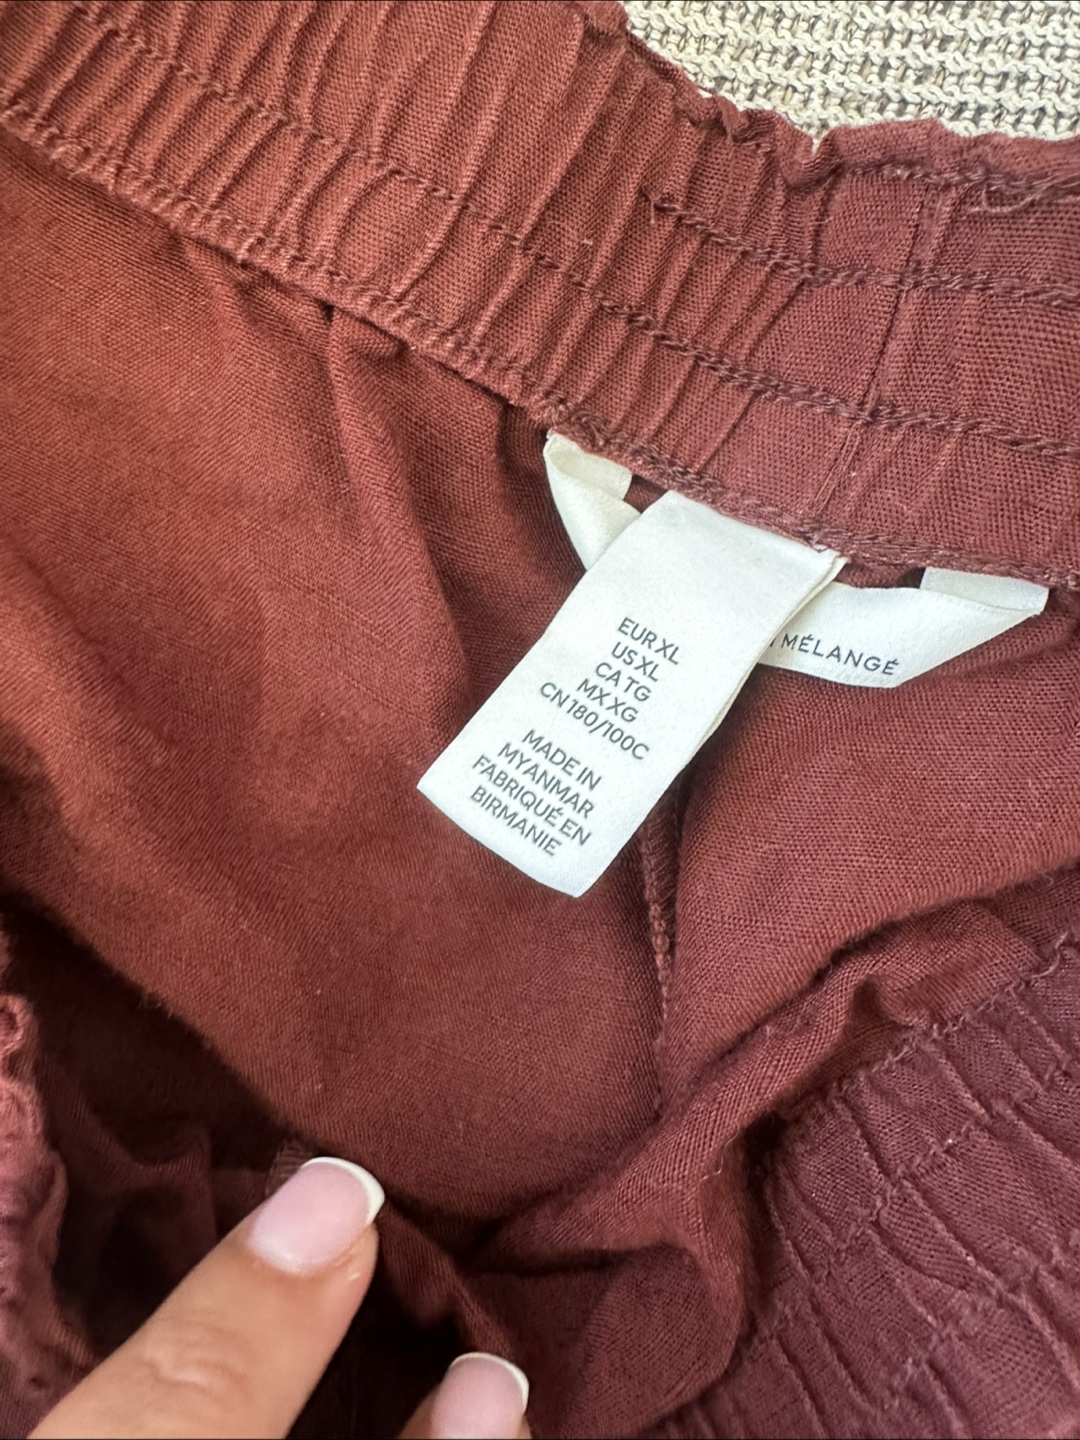 EUR XL
US XL
CA TG
MX XG
CN 180/100C
MADE IN
MYANMAR
FABRIQUÉ EN
BIRMANIE
MÉLANGÉ